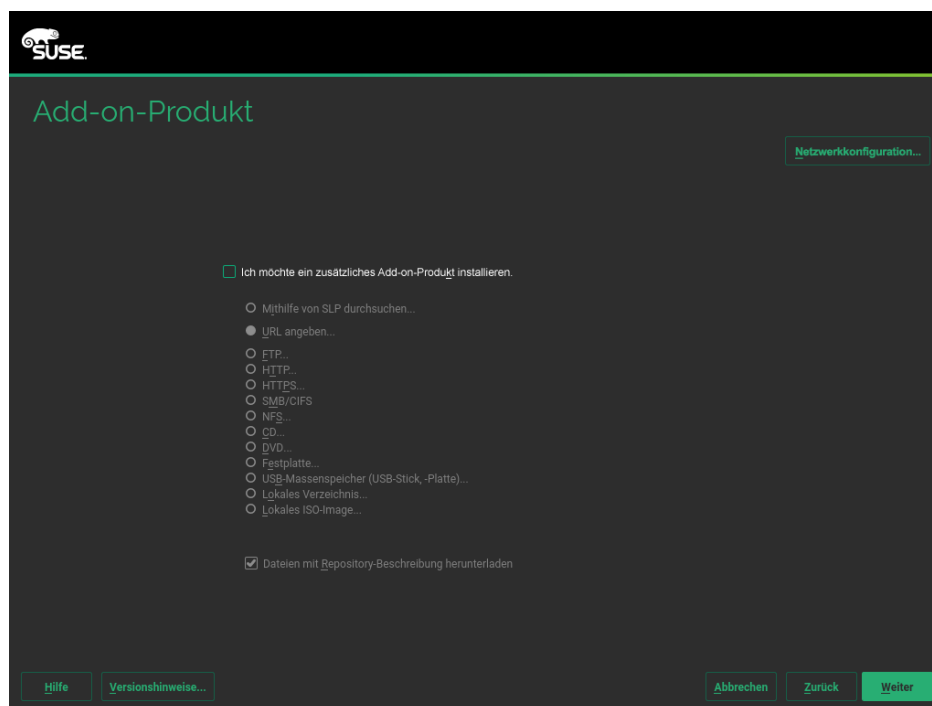 SUSE.
Add-on-Produkt
Netzwerkkonfiguration...
Ich möchte ein zusätzliches Add-on-Produkt installieren.
Mithilfe von SLP durchsuchen...
URL angeben...
FTP...
HTTP...
HTTPS...
SMB/CIFS
NFS...
CD...
DVD...
Festplatte...
USB-Massenspeicher (USB-Stick, -Platte)...
Lokales Verzeichnis...
Lokales ISO-Image...
Dateien mit Repository-Beschreibung herunterladen
Hilfe Versionshinweise... Abbrechen Zurück Weiter